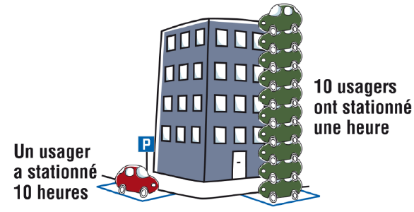 10 usagers
ont stationné
une heure
P
Un usager
a stationné
10 heures